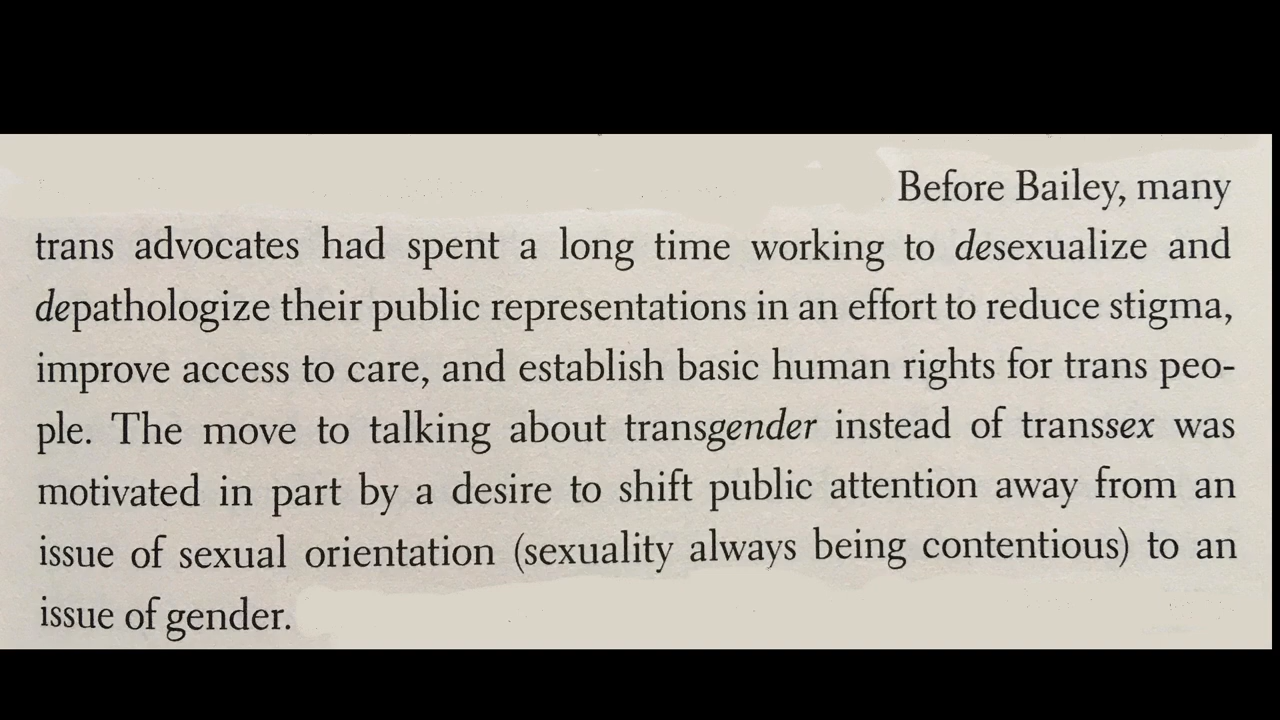 Before Bailey, many
trans advocates had spent a long time working to desexualize and
depathologize their public representations in an effort to reduce stigma,
improve access to care, and establish basic human rights for trans peo-
ple. The move to talking about transgender instead of transsex was
motivated in part by a desire to shift public attention away from an
issue of sexual orientation (sexuality always being contentious) to an
issue of gender.